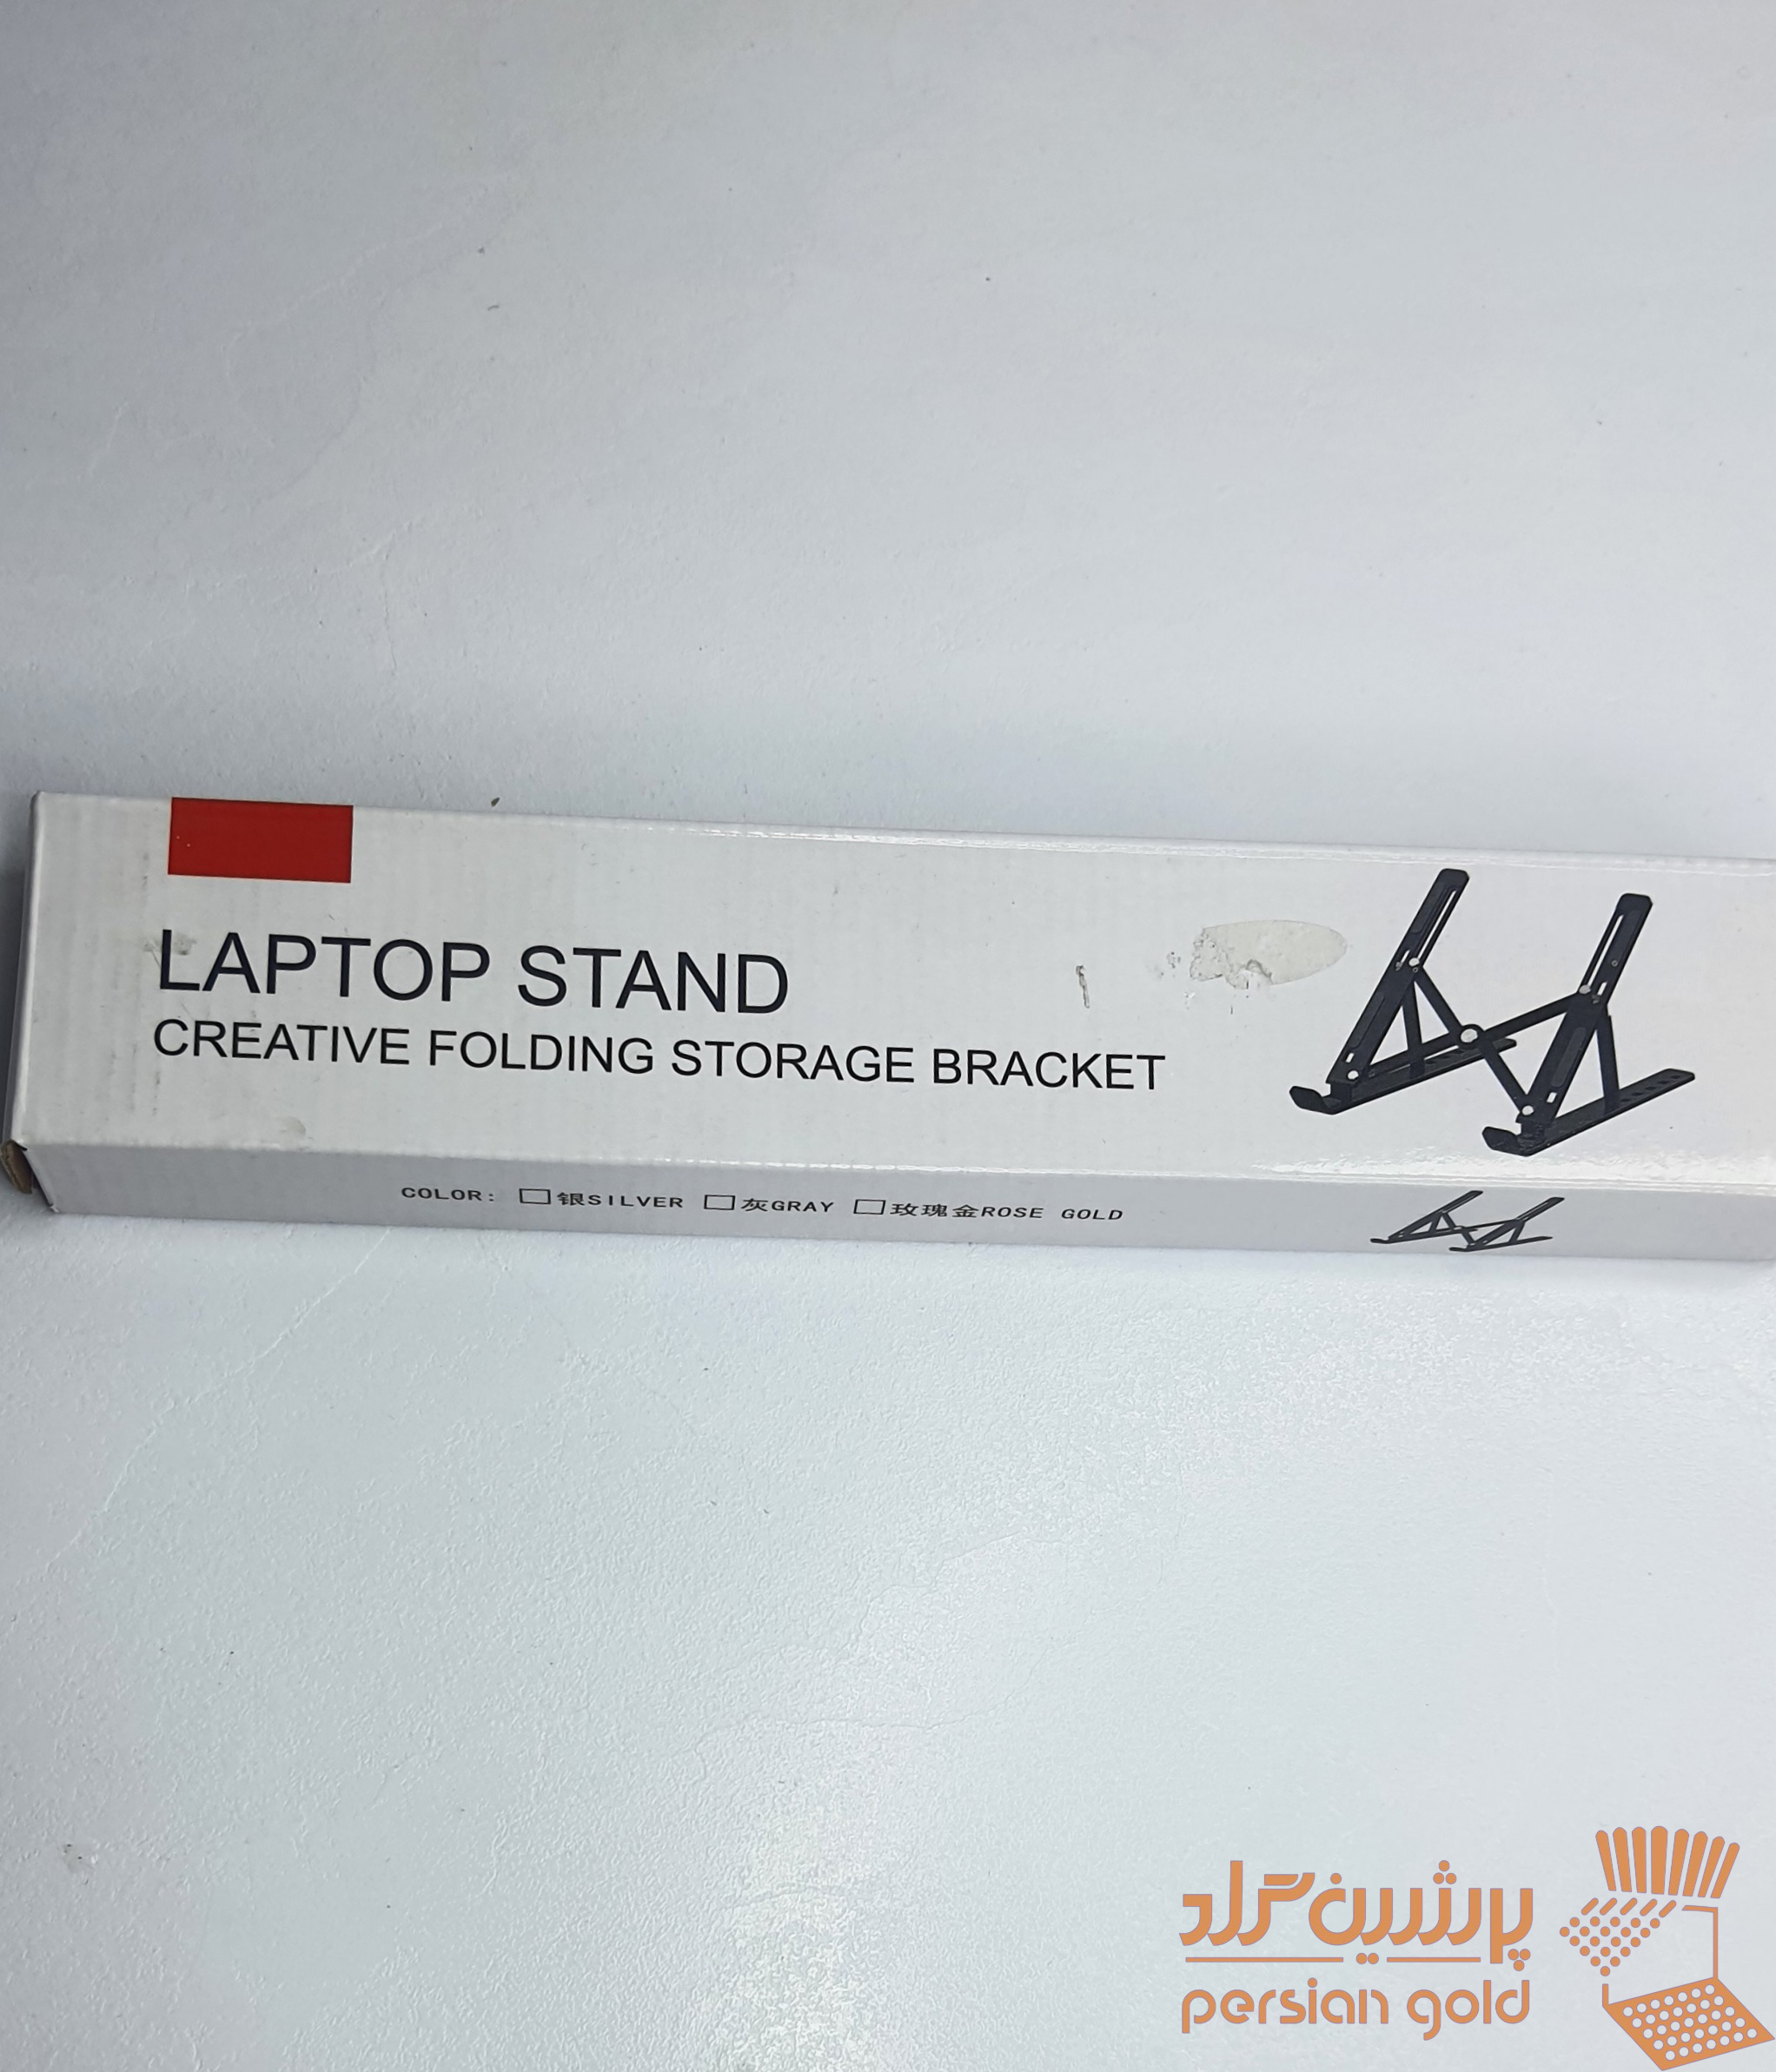 LAPTOP STAND
CREATIVE FOLDING STORAGE BRACKET
COLOR: 银SILVER 灰GRAY 玫瑰金ROSE GOLD
پرشین گلد
persian gold